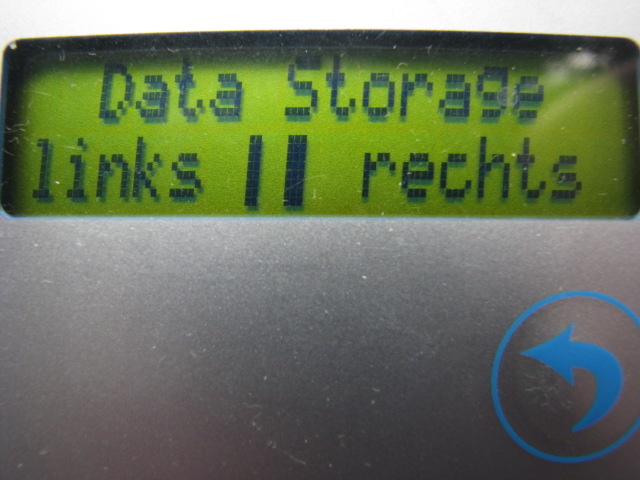 Data Storage
links || rechts